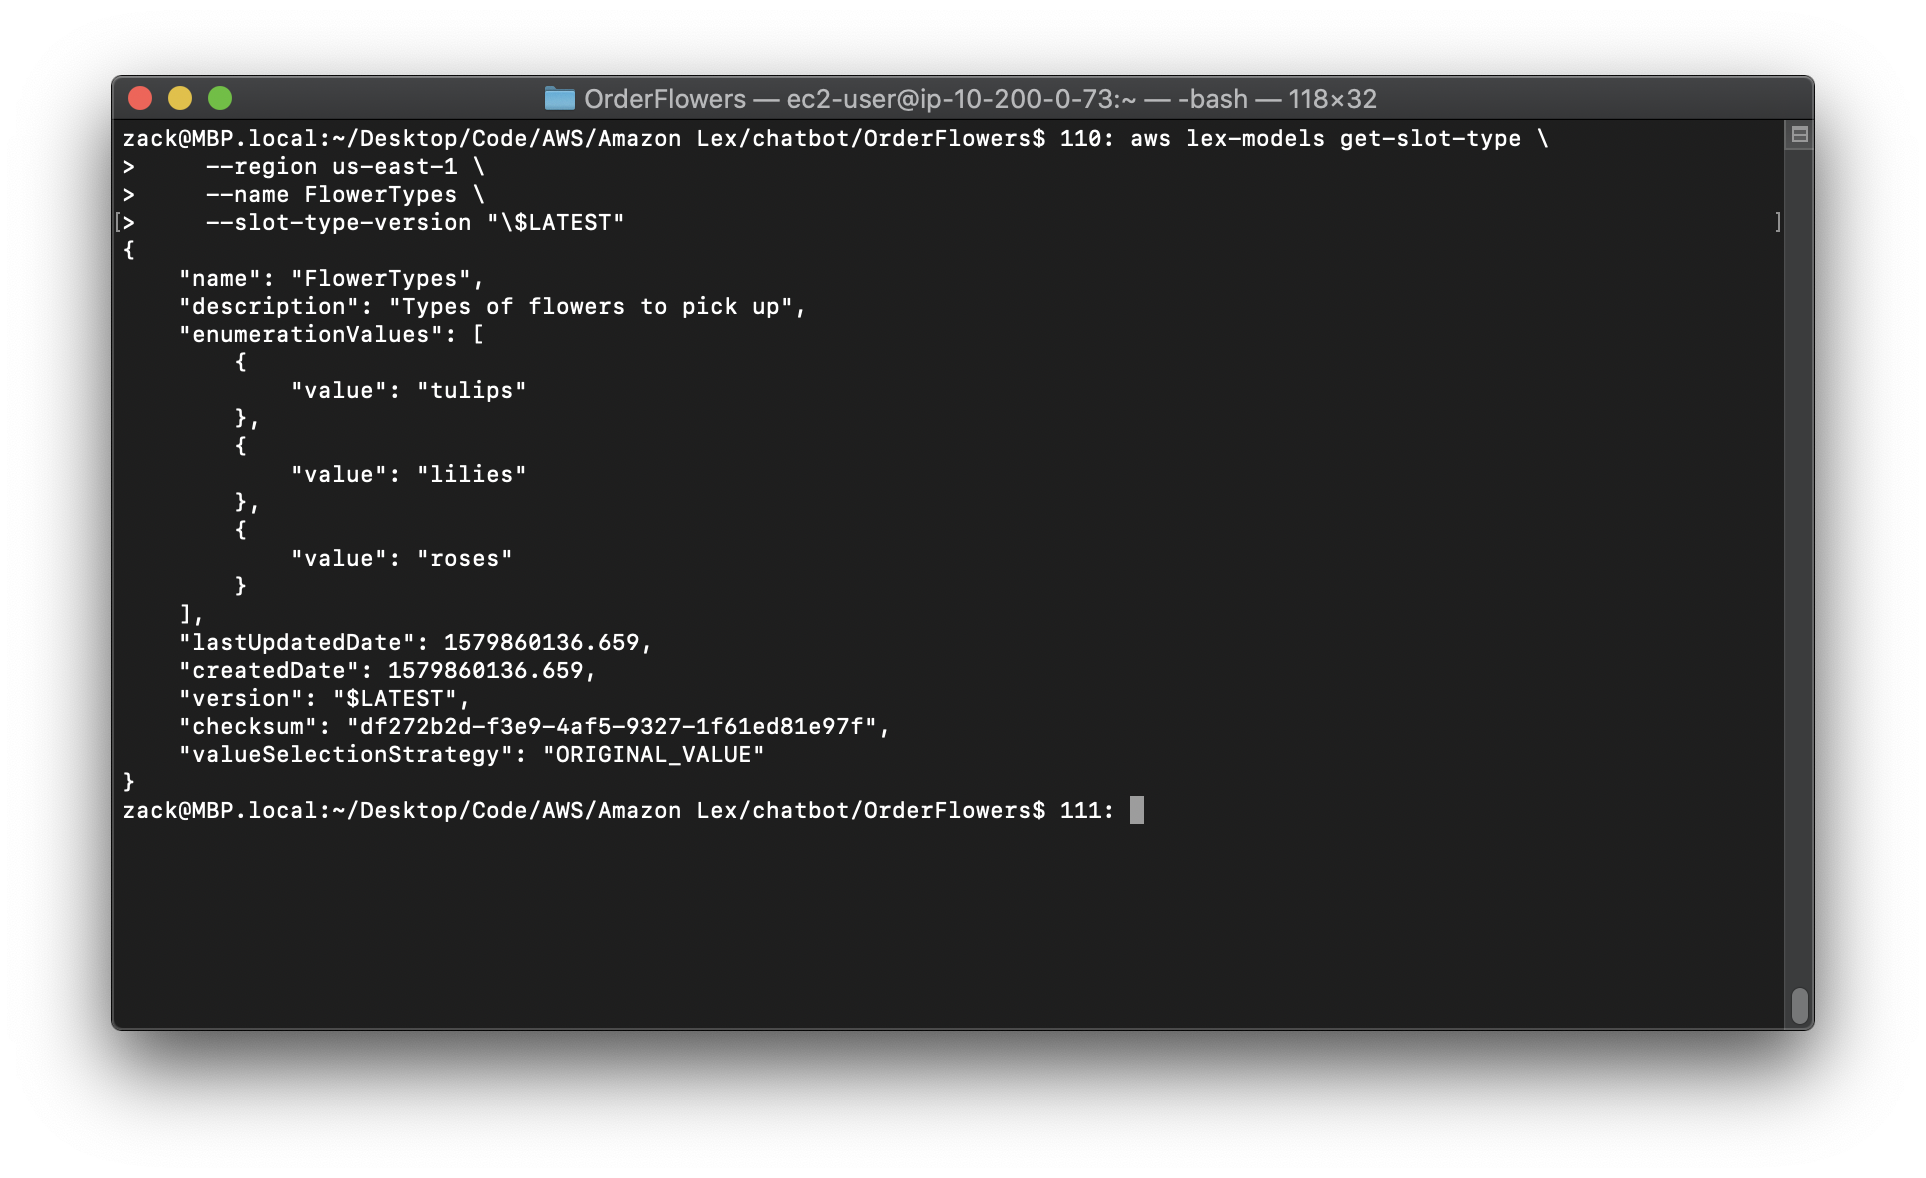 OrderFlowers — ec2-user@ip-10-200-0-73:~ — -bash — 118×32
zack@MBP.local:~/Desktop/Code/AWS/Amazon Lex/chatbot/OrderFlowers$ 110: aws lex-models get-slot-type \
>     --region us-east-1 \
>     --name FlowerTypes \
[>     --slot-type-version "\$LATEST" ]
{
    "name": "FlowerTypes",
    "description": "Types of flowers to pick up",
    "enumerationValues": [
        {
            "value": "tulips"
        },
        {
            "value": "lilies"
        },
        {
            "value": "roses"
        }
    ],
    "lastUpdatedDate": 1579860136.659,
    "createdDate": 1579860136.659,
    "version": "$LATEST",
    "checksum": "df272b2d-f3e9-4af5-9327-1f61ed81e97f",
    "valueSelectionStrategy": "ORIGINAL_VALUE"
}
zack@MBP.local:~/Desktop/Code/AWS/Amazon Lex/chatbot/OrderFlowers$ 111: